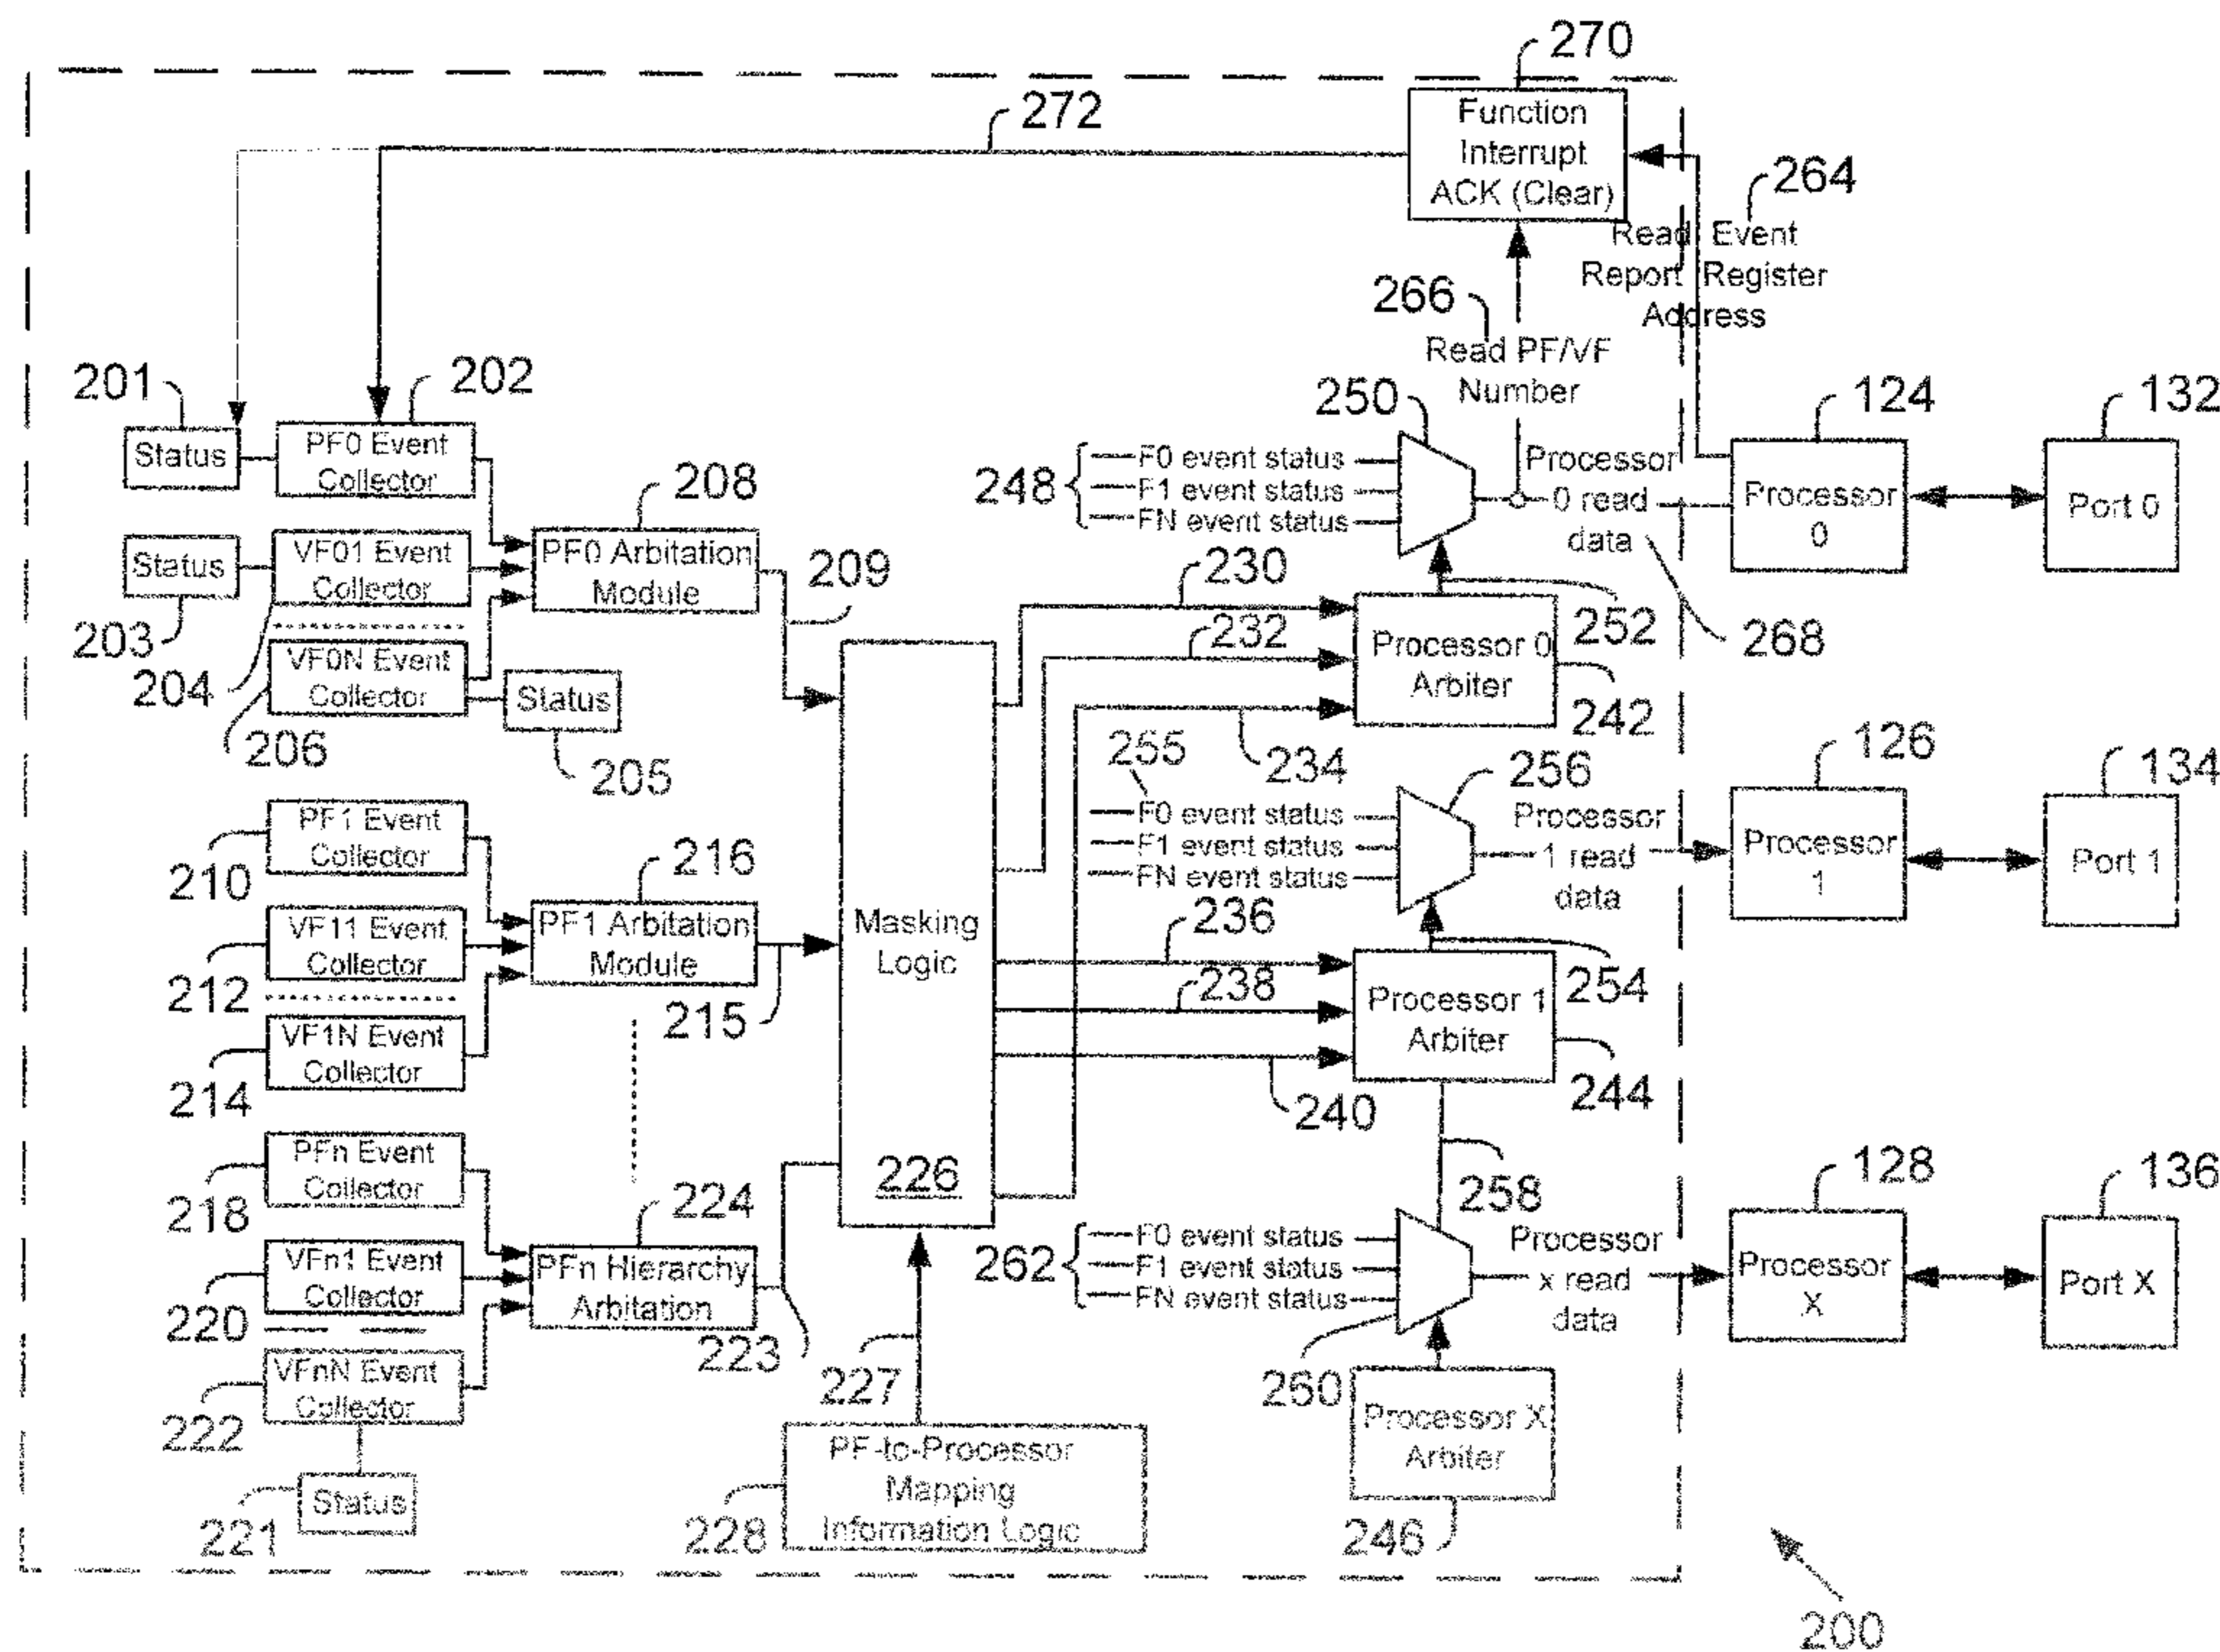 270
Function
Interrupt
ACK (Clear)
272
264
Read Event
Report Register
Address
266
Read PF/VF
Number
201
Status
202
PF0 Event
Collector
208
PF0 Arbitation
Module
209
203
Status
VF01 Event
Collector
204
VF0N Event
Collector
206
Status
205
248
F0 event status
F1 event status
FN event status
250
Processor
0 read
data
268
124
Processor
0
132
Port 0
230
232
234
252
Processor 0
Arbiter
242
210
PF1 Event
Collector
212
VF11 Event
Collector
214
VF1N Event
Collector
216
PF1 Arbitation
Module
215
Masking
Logic
226
255
F0 event status
F1 event status
FN event status
256
Processor
1 read
data
126
Processor
1
134
Port 1
236
238
240
254
Processor 1
Arbiter
244
258
218
PFn Event
Collector
220
VFn1 Event
Collector
222
VFnN Event
Collector
221
Status
224
PFn Hierarchy
Arbitation
223
227
228
PF-to-Processor
Mapping
Information Logic
262
F0 event status
F1 event status
FN event status
260
Processor
x read
data
128
Processor
X
136
Port X
Processor X
Arbiter
246
200